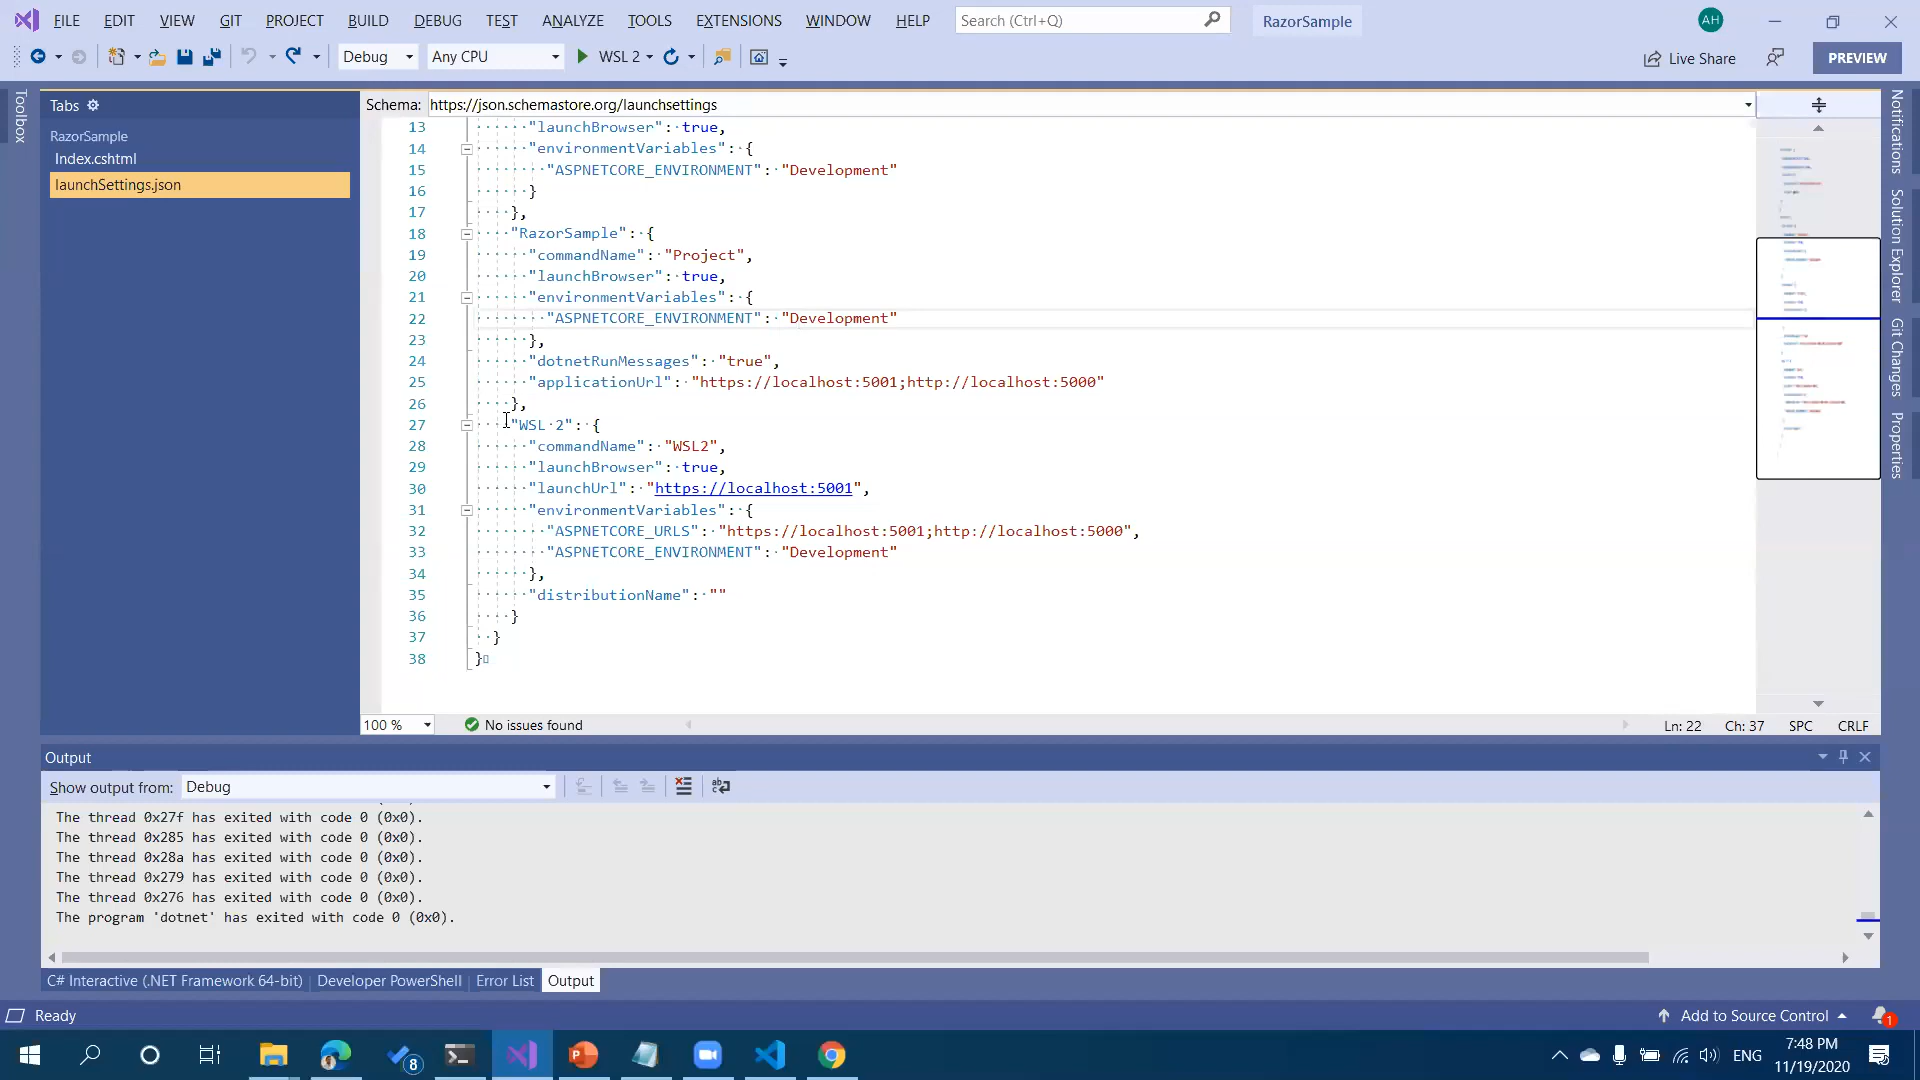 FILE EDIT VIEW GIT PROJECT BUILD DEBUG TEST ANALYZE TOOLS EXTENSIONS WINDOW HELP Search (Ctrl+Q) RazorSample AH
Debug Any CPU WSL 2 Live Share PREVIEW
Toolbox
Tabs
RazorSample
Index.cshtml
launchSettings.json
Schema: https://json.schemastore.org/launchsettings
13 "launchBrowser": true,
14 "environmentVariables": {
15 "ASPNETCORE_ENVIRONMENT": "Development"
16 }
17 },
18 "RazorSample": {
19 "commandName": "Project",
20 "launchBrowser": true,
21 "environmentVariables": {
22 "ASPNETCORE_ENVIRONMENT": "Development"
23 },
24 "dotnetRunMessages": "true",
25 "applicationUrl": "https://localhost:5001;http://localhost:5000"
26 },
27 "WSL 2": {
28 "commandName": "WSL2",
29 "launchBrowser": true,
30 "launchUrl": "https://localhost:5001",
31 "environmentVariables": {
32 "ASPNETCORE_URLS": "https://localhost:5001;http://localhost:5000",
33 "ASPNETCORE_ENVIRONMENT": "Development"
34 },
35 "distributionName": ""
36 }
37 }
38 }
100 % No issues found Ln: 22 Ch: 37 SPC CRLF
Notifications
Solution Explorer
Git Changes
Properties
Output
Show output from: Debug
The thread 0x27f has exited with code 0 (0x0).
The thread 0x285 has exited with code 0 (0x0).
The thread 0x28a has exited with code 0 (0x0).
The thread 0x279 has exited with code 0 (0x0).
The thread 0x276 has exited with code 0 (0x0).
The program 'dotnet' has exited with code 0 (0x0).
C# Interactive (.NET Framework 64-bit) Developer PowerShell Error List Output
Ready Add to Source Control 1
8 ENG 7:48 PM
11/19/2020